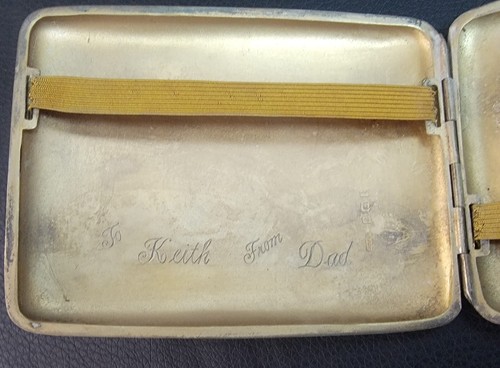 To Keith From Dad